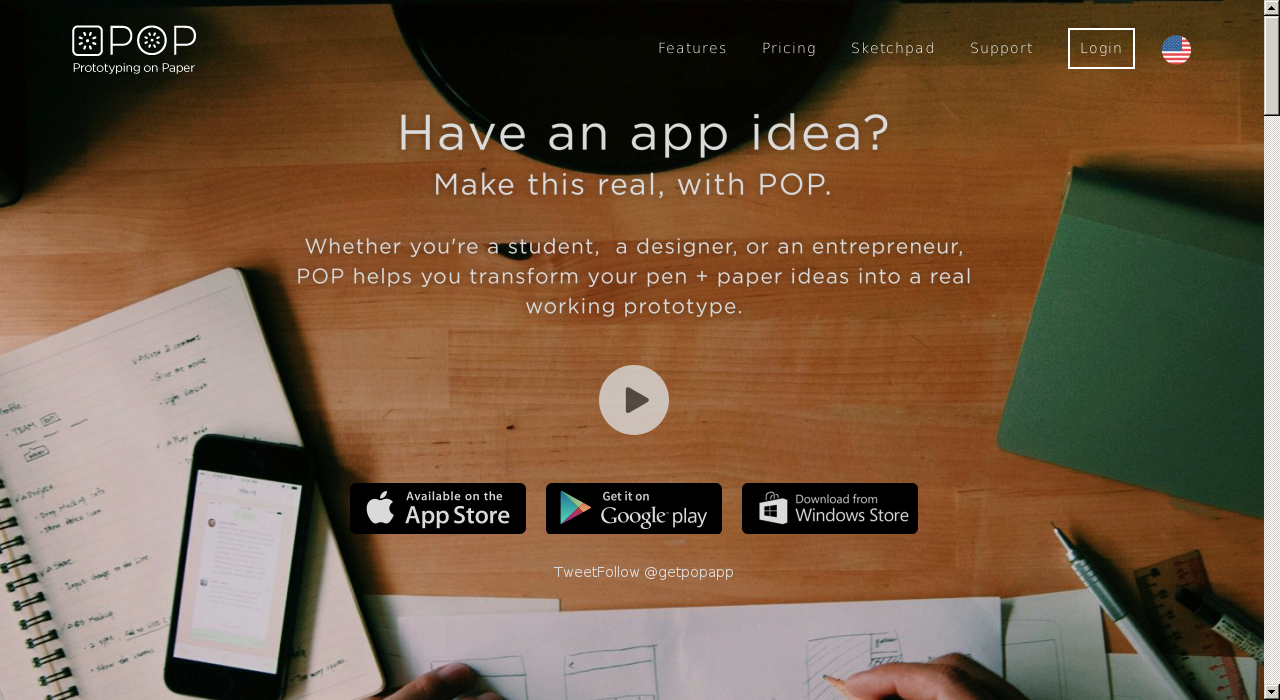 POP
Prototyping on Paper
Features Pricing Sketchpad Support Login
Have an app idea?
Make this real, with POP.
Whether you're a student, a designer, or an entrepreneur,
POP helps you transform your pen + paper ideas into a real
working prototype.
Available on the
App Store
Get it on
Google play
Download from
Windows Store
TweetFollow @getpopapp